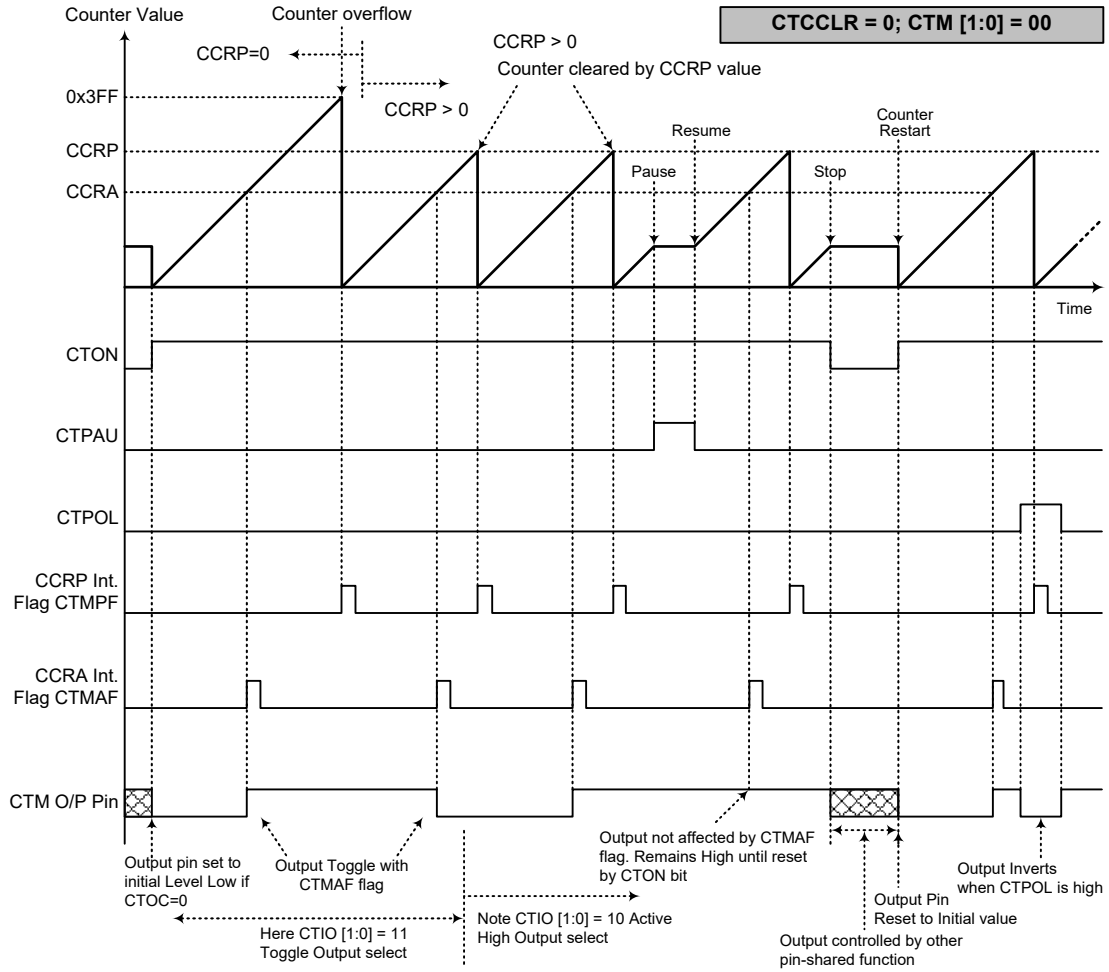 Counter Value
Counter overflow
CTCCLR = 0; CTM [1:0] = 00
CCRP=0
CCRP > 0
CCRP > 0
Counter cleared by CCRP value
0x3FF
CCRP
CCRA
Pause
Resume
Stop
Counter
Restart
Time
CTON
CTPAU
CTPOL
CCRP Int.
Flag CTMPF
CCRA Int.
Flag CTMAF
CTM O/P Pin
Output pin set to
initial Level Low if
CTOC=0
Output Toggle with
CTMAF flag
Here CTIO [1:0] = 11
Toggle Output select
Note CTIO [1:0] = 10 Active
High Output select
Output not affected by CTMAF
flag. Remains High until reset
by CTON bit
Output controlled by other
pin-shared function
Output Pin
Reset to Initial value
Output Inverts
when CTPOL is high